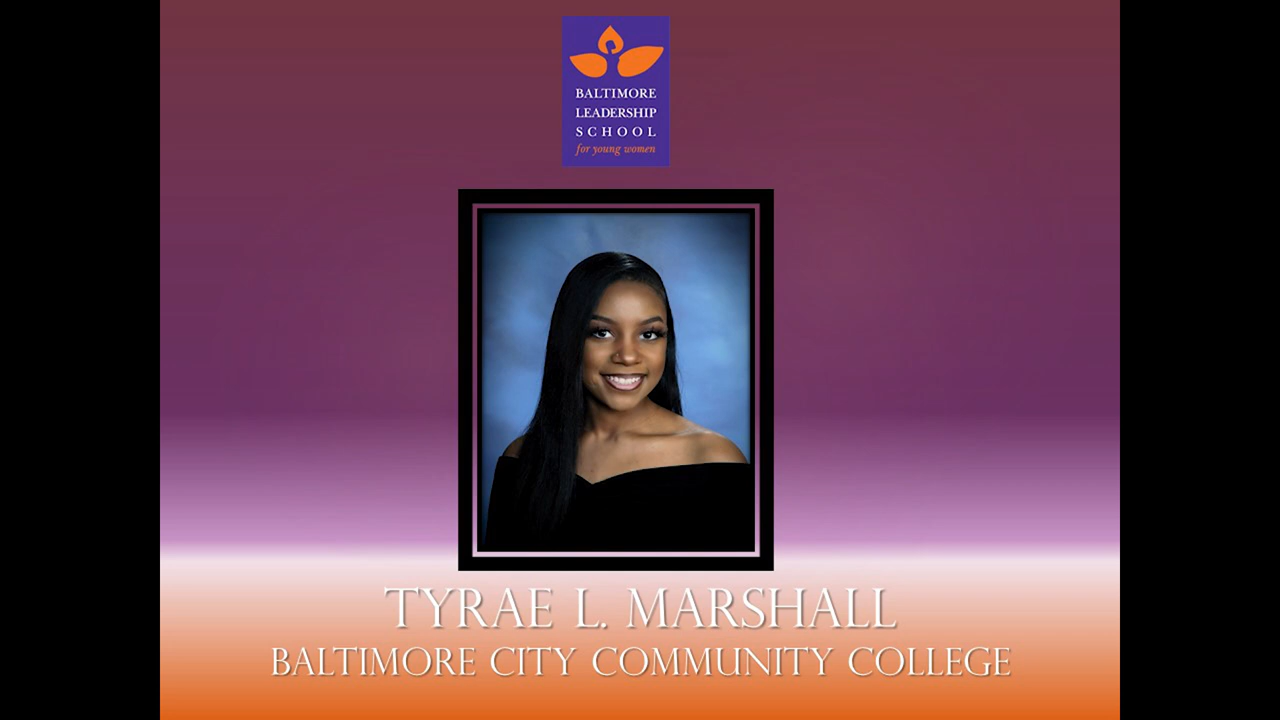 BALTIMORE
LEADERSHIP
SCHOOL
for young women
TYRAE L. MARSHALL
BALTIMORE CITY COMMUNITY COLLEGE